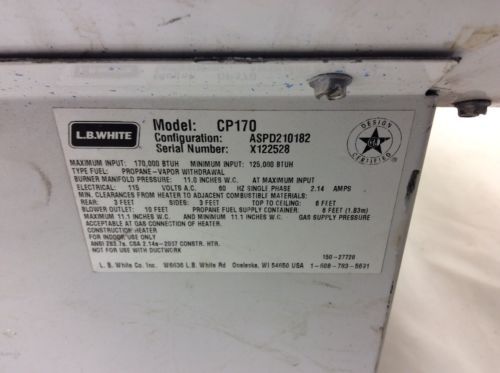 L.B. WHITE
Model: CP170
Configuration: ASPD210182
Serial Number: X122528
DESIGN
CERTIFIED
MAXIMUM INPUT: 170,000 BTUH MINIMUM INPUT: 125,000 BTUH
TYPE FUEL: PROPANE-VAPOR WITHDRAWAL
BURNER MANIFOLD PRESSURE: 11.0 INCHES W.C. AT MAXIMUM INPUT
ELECTRICAL: 115 VOLTS A.C. 60 HZ SINGLE PHASE 2.14 AMPS
MIN. CLEARANCES FROM HEATER TO ADJACENT COMBUSTIBLE MATERIALS:
REAR: 3 FEET SIDES: 3 FEET TOP TO CEILING: 6 FEET
BLOWER OUTLET: 10 FEET PROPANE FUEL SUPPLY CONTAINER: 6 FEET (1.83m)
MAXIMUM 11.1 INCHES W.C. AND MINIMUM 11.1 INCHES W.C. GAS SUPPLY PRESSURE
ACCEPTABLE AT GAS CONNECTION OF HEATER.
CONSTRUCTION HEATER
FOR INDOOR USE ONLY
ANSI Z83.7a, CSA 2.14a-2007 CONSTR. HTR.
NOT FOR USE WITH DUCTWORK
150-27728
L. B. White Co. Inc. W6636 L.B. White Rd Onalaska, WI 54650 USA 1-608-783-5691